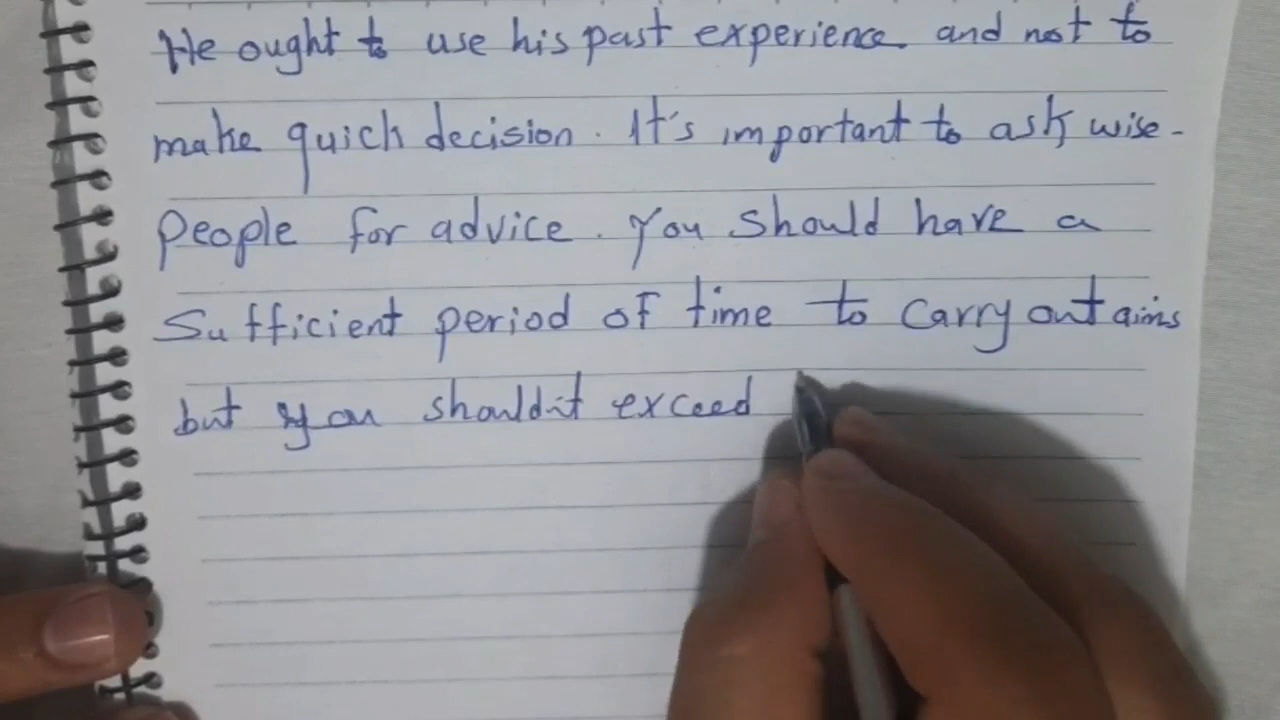 He ought to use his past experience and not to
make quick decision. It's important to ask wise-
People for advice. You should have a
Sufficient period of time to carry out aims
but you shouldn't exceed